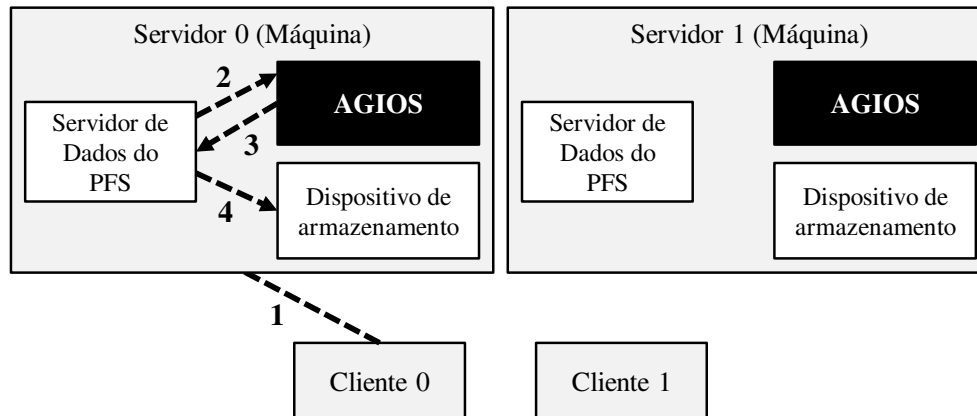 Servidor 0 (Máquina)
2
AGIOS
Servidor de
Dados do
PFS
3
4
Dispositivo de
armazenamento
Servidor 1 (Máquina)
AGIOS
Servidor de
Dados do
PFS
Dispositivo de
armazenamento
1
Cliente 0
Cliente 1